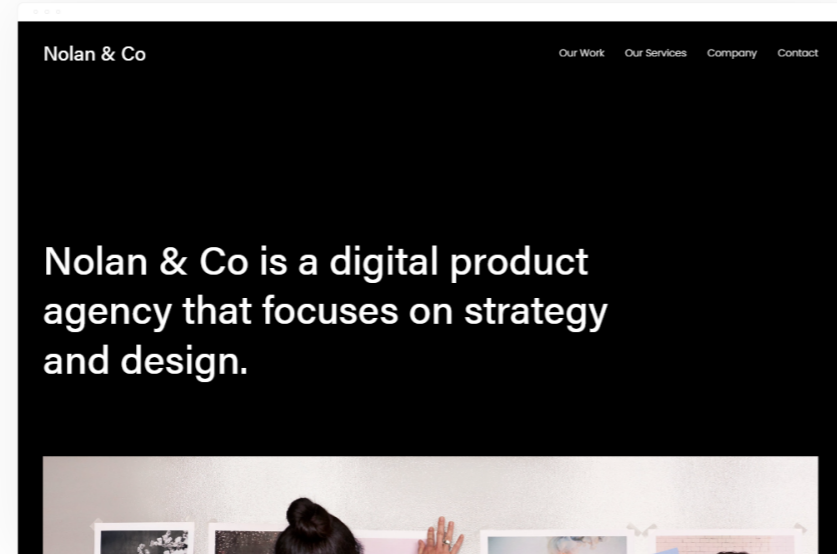 Nolan & Co
Our Work Our Services Company Contact
Nolan & Co is a digital product
agency that focuses on strategy
and design.